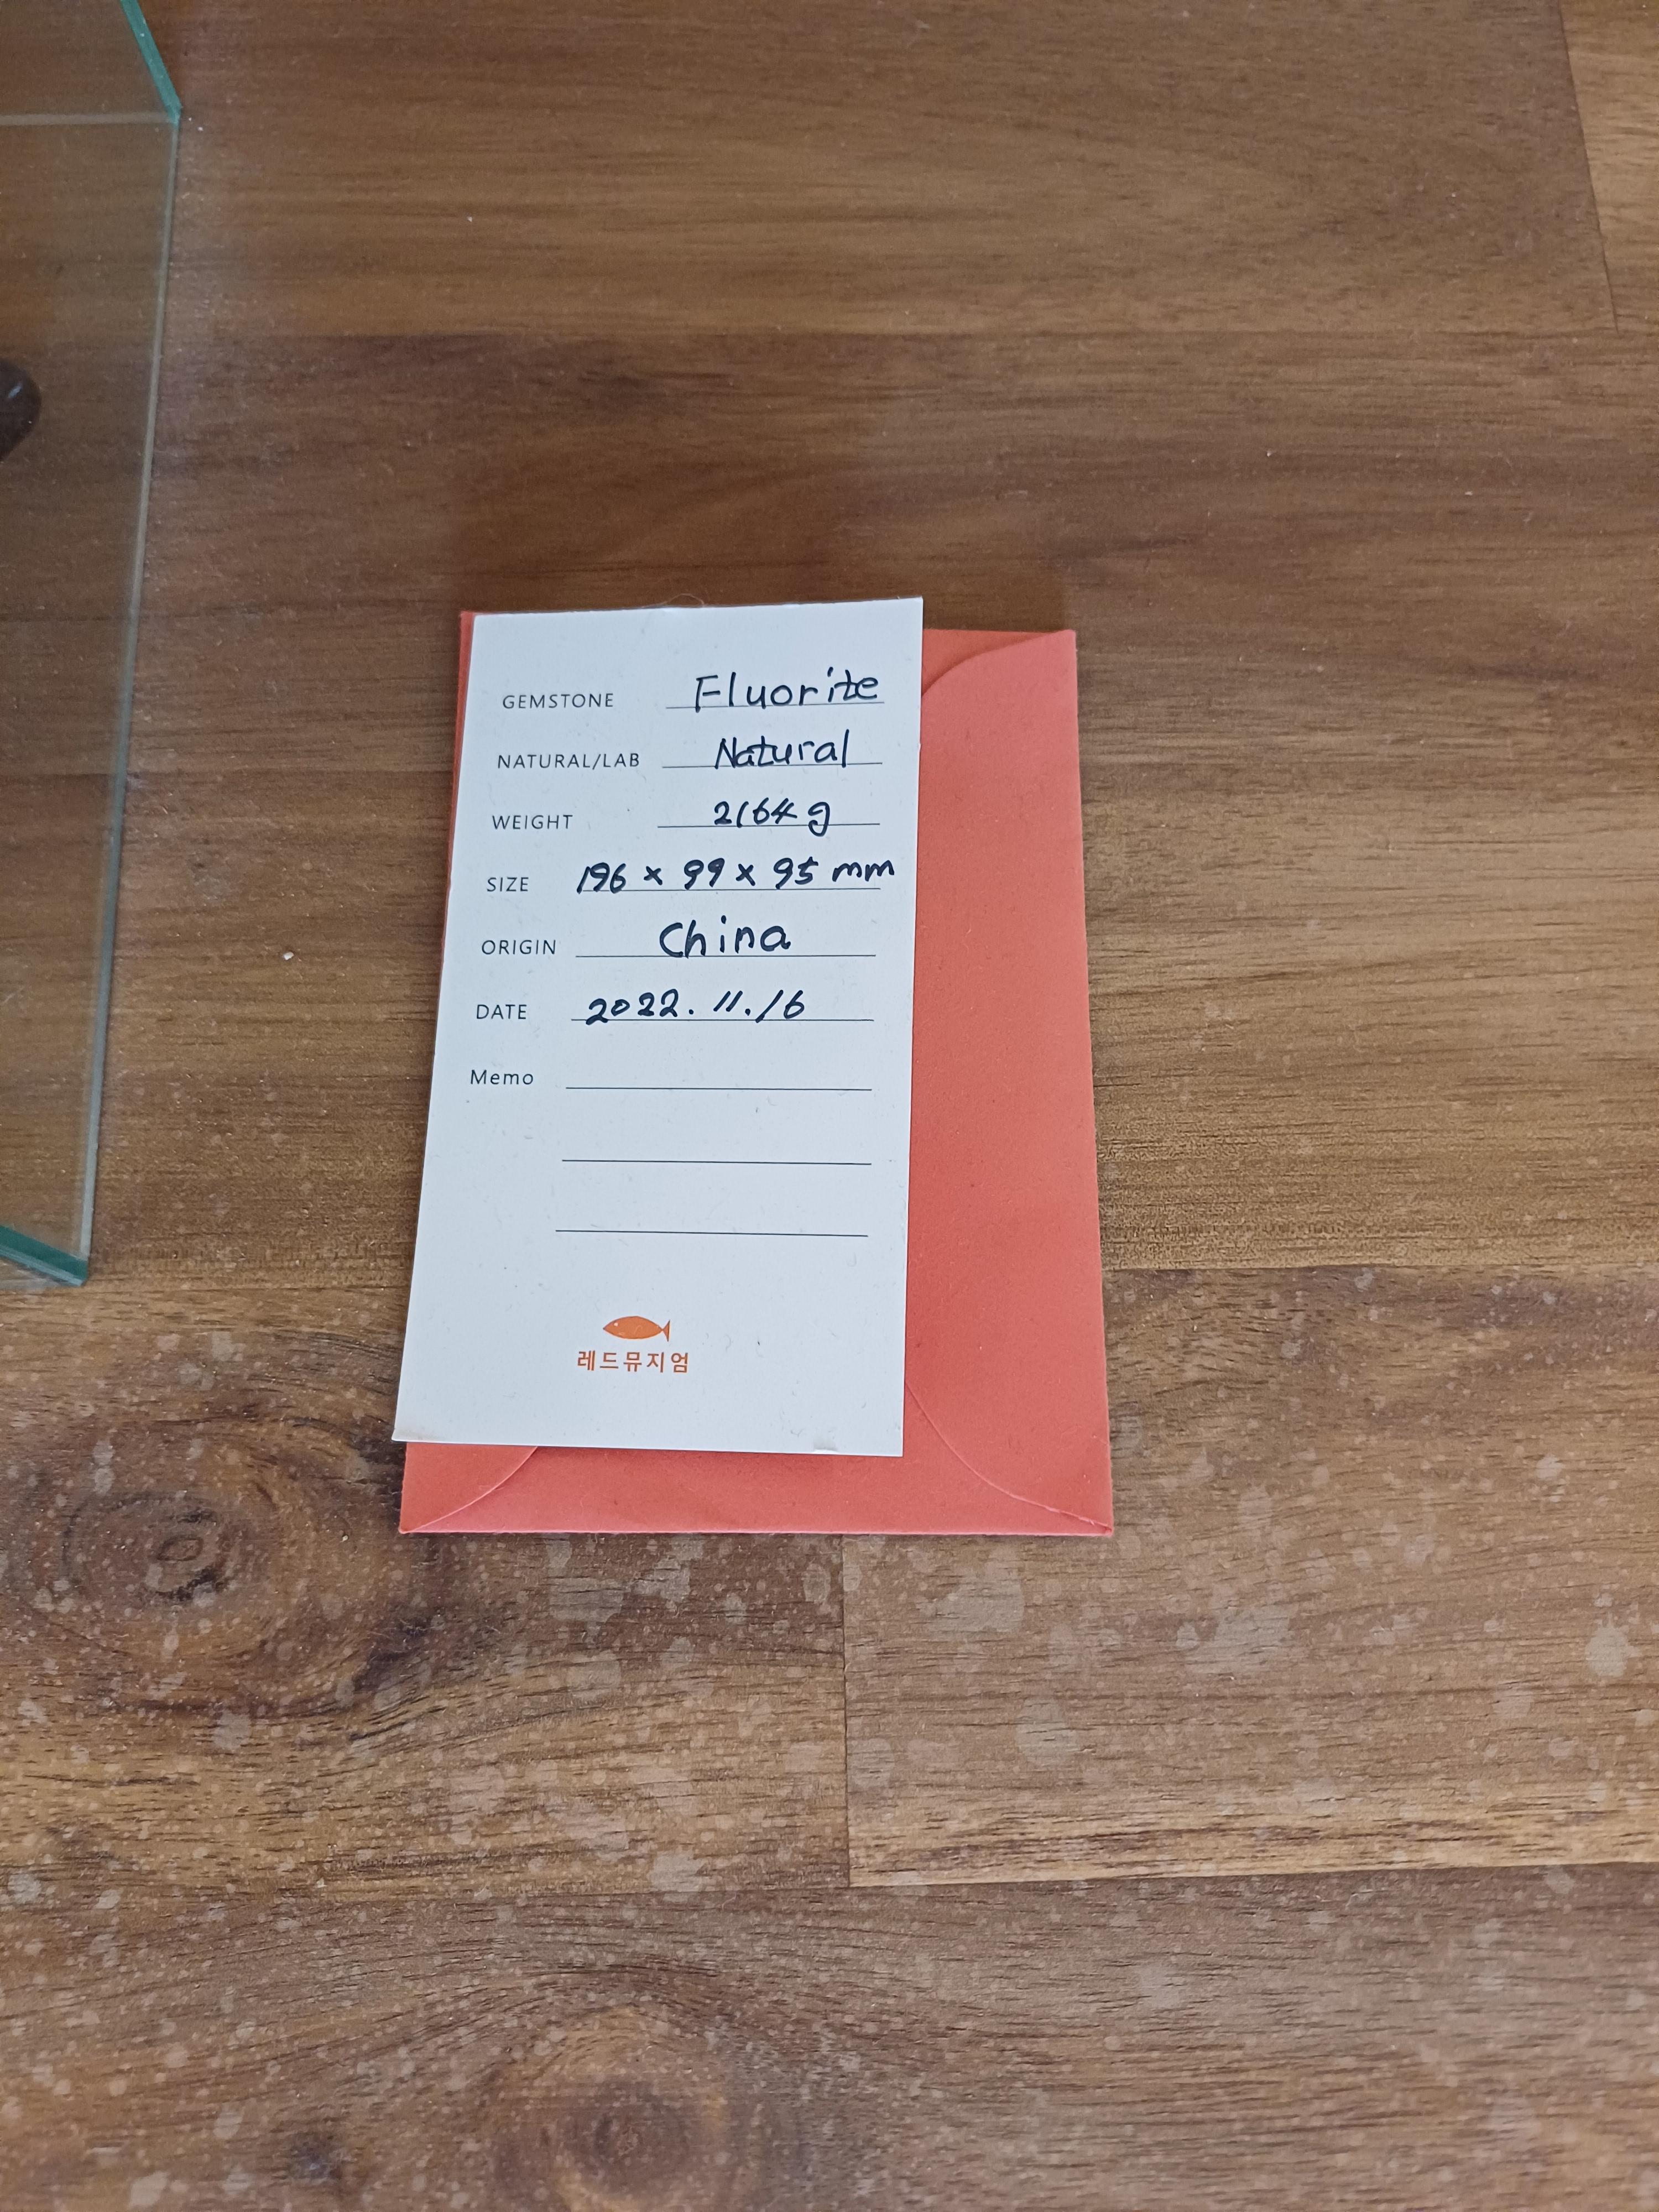 GEMSTONE Fluorite
NATURAL/LAB Natural
WEIGHT 2164 g
SIZE 196 x 99 x 95 mm
ORIGIN China
DATE 2022. 11. 16
Memo
레드뮤지엄